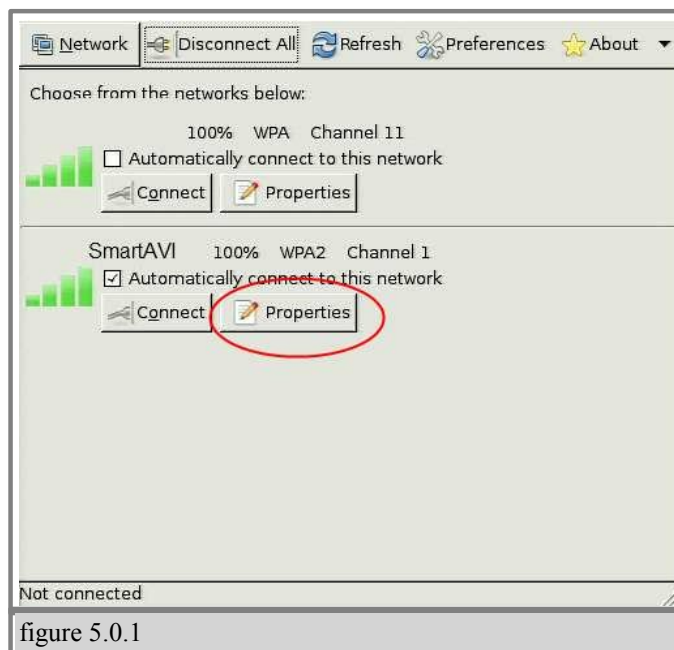 Network Disconnect All Refresh Preferences About
Choose from the networks below:
100% WPA Channel 11
Automatically connect to this network
Connect Properties
SmartAVI 100% WPA2 Channel 1
Automatically connect to this network
Connect Properties
Not connected
figure 5.0.1